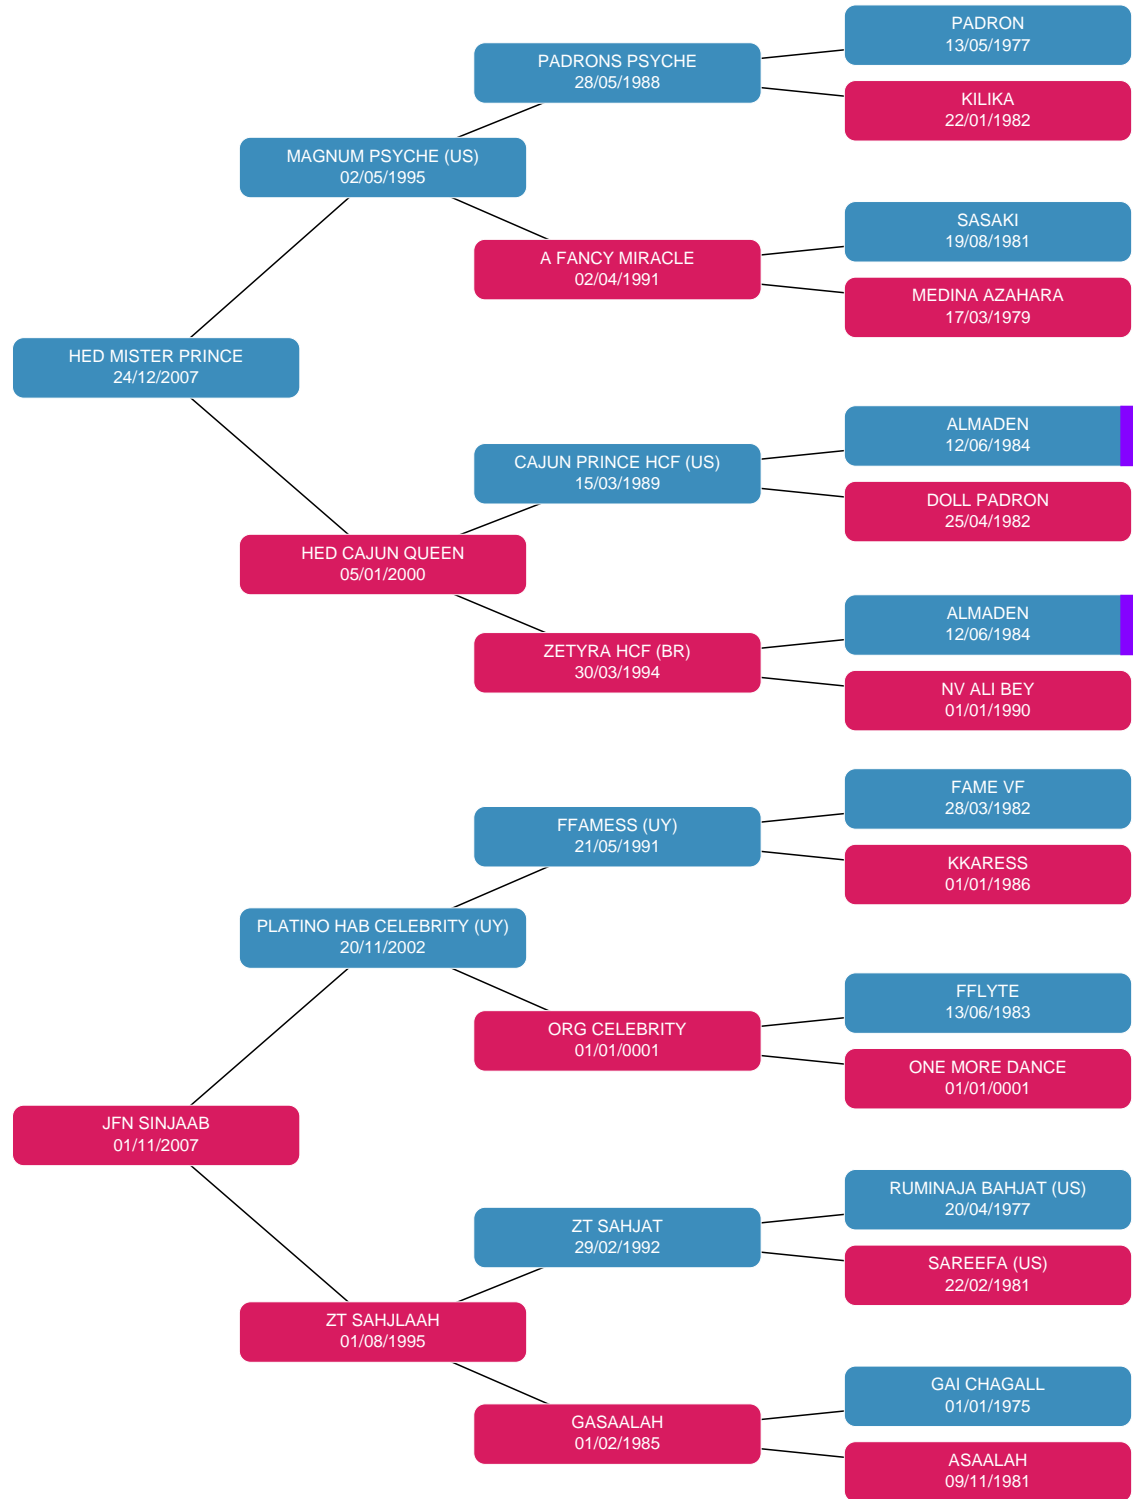 PADRON
13/05/1977
PADRONS PSYCHE
28/05/1988
KILIKA
22/01/1982
MAGNUM PSYCHE (US)
02/05/1995
SASAKI
19/08/1981
A FANCY MIRACLE
02/04/1991
MEDINA AZAHARA
17/03/1979
HED MISTER PRINCE
24/12/2007
ALMADEN
12/06/1984
CAJUN PRINCE HCF (US)
15/03/1989
DOLL PADRON
25/04/1982
HED CAJUN QUEEN
05/01/2000
ALMADEN
12/06/1984
ZETYRA HCF (BR)
30/03/1994
NV ALI BEY
01/01/1990
FAME VF
28/03/1982
FFAMESS (UY)
21/05/1991
KKARESS
01/01/1986
PLATINO HAB CELEBRITY (UY)
20/11/2002
FFLYTE
13/06/1983
ORG CELEBRITY
01/01/0001
ONE MORE DANCE
01/01/0001
JFN SINJAAB
01/11/2007
RUMINAJA BAHJAT (US)
20/04/1977
ZT SAHJAT
29/02/1992
SAREEFA (US)
22/02/1981
ZT SAHJLAAH
01/08/1995
GAI CHAGALL
01/01/1975
GASAALAH
01/02/1985
ASAALAH
09/11/1981